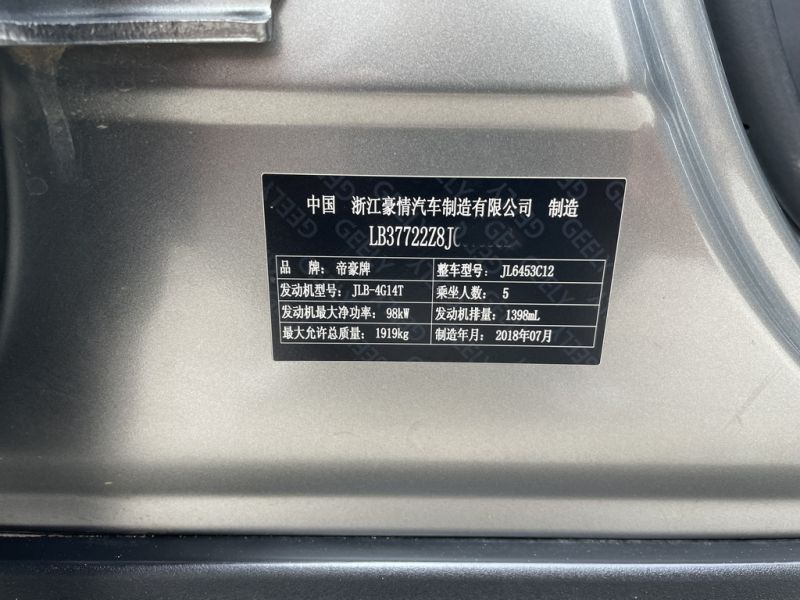 中国 浙江豪情汽车制造有限公司 制造
LB37722Z8J
品 牌：帝豪牌 整车型号：JL6453C12
发动机型号：JLB-4G14T 乘坐人数：5
发动机最大净功率：98kW 发动机排量：1398mL
最大允许总质量：1919kg 制造年月：2018年07月
GEELY